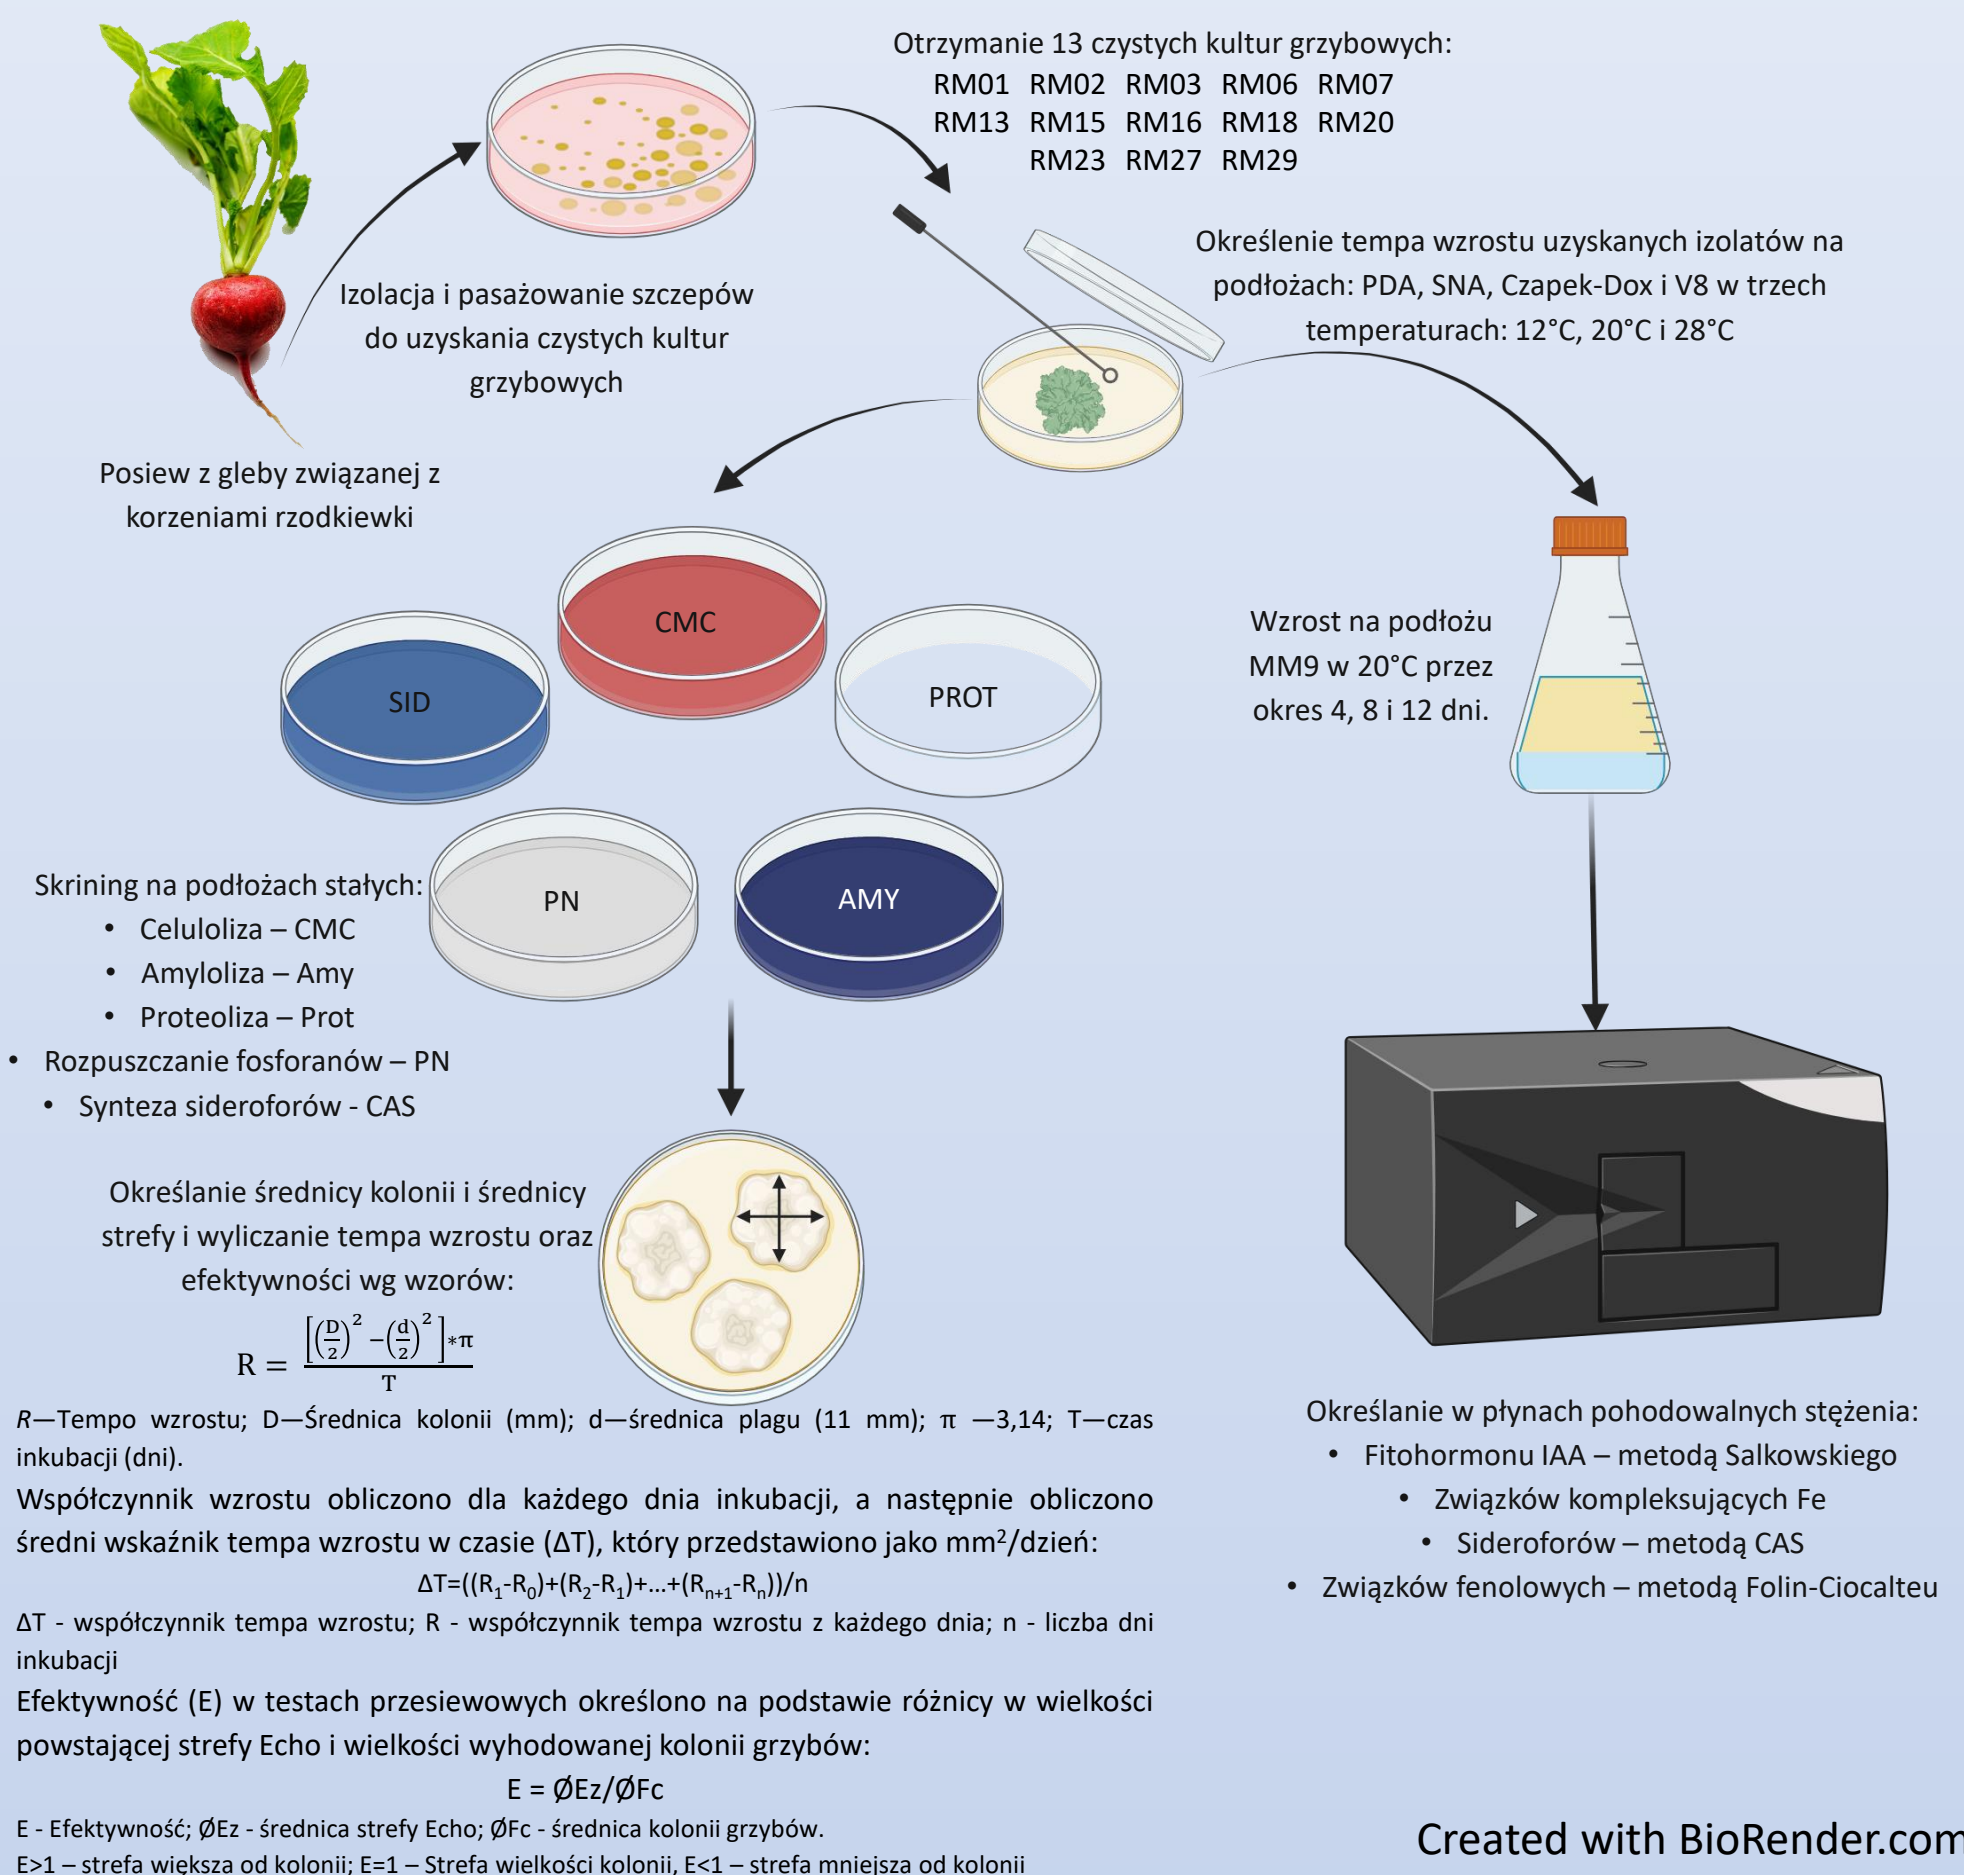 Otrzymanie 13 czystych kultur grzybowych:
RM01 RM02 RM03 RM06 RM07
RM13 RM15 RM16 RM18 RM20
RM23 RM27 RM29
Izolacja i pasażowanie szczepów
do uzyskania czystych kultur
grzybowych
Określenie tempa wzrostu uzyskanych izolatów na
podłożach: PDA, SNA, Czapek-Dox i V8 w trzech
temperaturach: 12°C, 20°C i 28°C
Posiew z gleby związanej z
korzeniami rzodkiewki
CMC
SID
PROT
PN
AMY
Wzrost na podłożu
MM9 w 20°C przez
okres 4, 8 i 12 dni.
Skrining na podłożach stałych:
• Celuloliza – CMC
• Amyloliza – Amy
• Proteoliza – Prot
• Rozpuszczanie fosforanów – PN
• Synteza sideroforów - CAS
Określanie średnicy kolonii i średnicy
strefy i wyliczanie tempa wzrostu oraz
efektywności wg wzorów:
R = [(D/2)² −(d/2)²]∗π / T
R—Tempo wzrostu; D—Średnica kolonii (mm); d—średnica plagu (11 mm); π —3,14; T—czas
inkubacji (dni).
Współczynnik wzrostu obliczono dla każdego dnia inkubacji, a następnie obliczono
średni wskaźnik tempa wzrostu w czasie (ΔT), który przedstawiono jako mm²/dzień:
ΔT=((R₁-R₀)+(R₂-R₁)+…+(Rₙ₊₁-Rₙ))/n
ΔT - współczynnik tempa wzrostu; R - współczynnik tempa wzrostu z każdego dnia; n - liczba dni
inkubacji
Efektywność (E) w testach przesiewowych określono na podstawie różnicy w wielkości
powstającej strefy Echo i wielkości wyhodowanej kolonii grzybów:
E = ØEz/ØFc
E - Efektywność; ØEz - średnica strefy Echo; ØFc - średnica kolonii grzybów.
E>1 – strefa większa od kolonii; E=1 – Strefa wielkości kolonii, E<1 – strefa mniejsza od kolonii
Określanie w płynach pohodowalnych stężenia:
• Fitohormonu IAA – metodą Salkowskiego
• Związków kompleksujących Fe
• Sideroforów – metodą CAS
• Związków fenolowych – metodą Folin-Ciocalteu
Created with BioRender.com